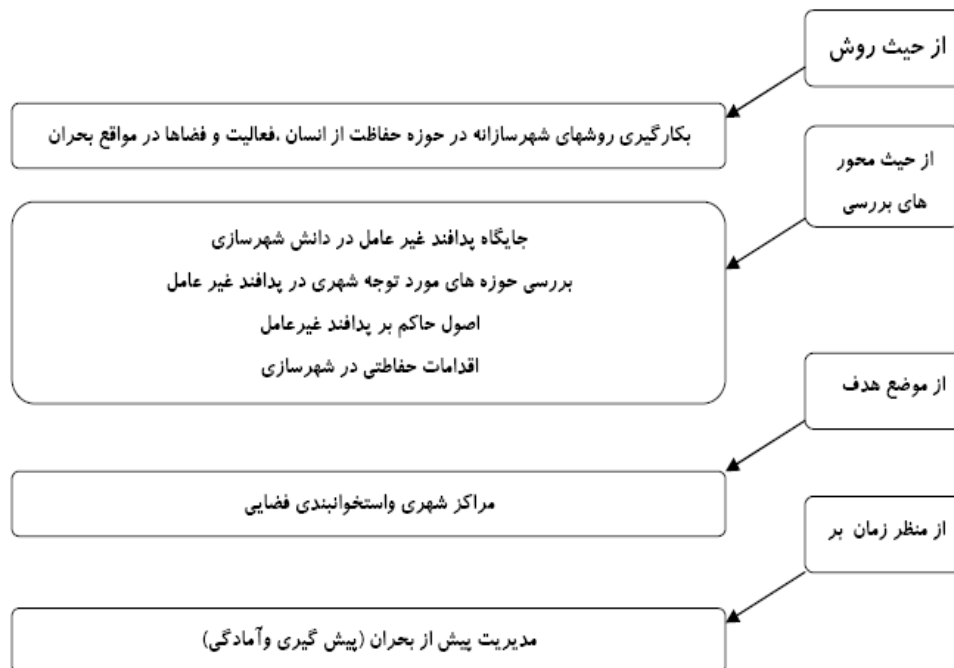 از حیث روش
بکارگیری روشهای شهرسازانه در حوزه حفاظت از انسان ،فعالیت و فضاها در مواقع بحران
از حیث محور
های بررسی
جایگاه پدافند غیر عامل در دانش شهرسازی
بررسی حوزه های مورد توجه شهری در پدافند غیر عامل
اصول حاکم بر پدافند غیرعامل
اقدامات حفاظتی در شهرسازی
از موضع هدف
مراکز شهری واستخوانبندی فضایی
از منظر زمان بر
مدیریت پیش از بحران (پیش گیری وآمادگی)